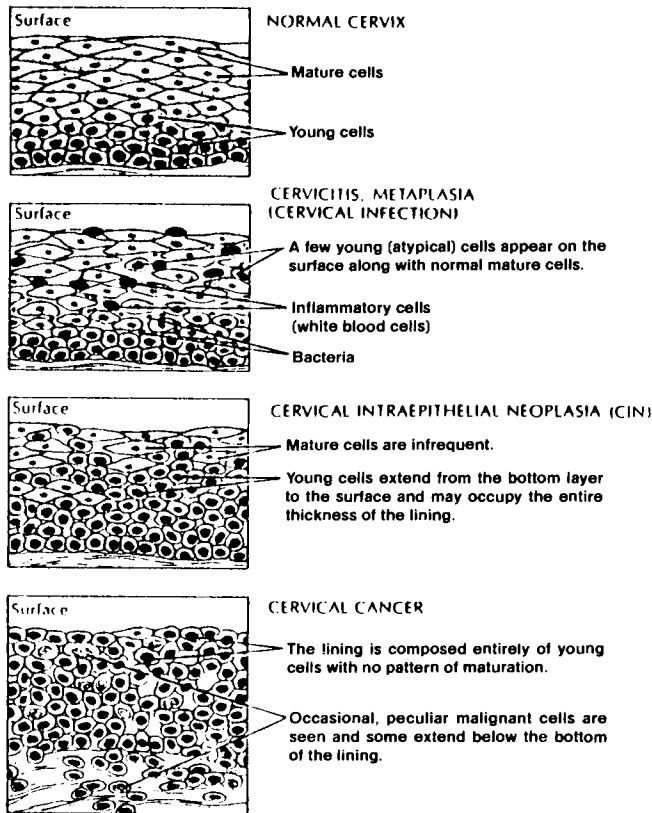 Surface
NORMAL CERVIX
Mature cells
Young cells
CERVICITIS, METAPLASIA
(CERVICAL INFECTION)
Surface
A few young (atypical) cells appear on the
surface along with normal mature cells.
Inflammatory cells
(white blood cells)
Bacteria
Surface
CERVICAL INTRAEPITHELIAL NEOPLASIA (CIN)
Mature cells are infrequent.
Young cells extend from the bottom layer
to the surface and may occupy the entire
thickness of the lining.
Surface
CERVICAL CANCER
The lining is composed entirely of young
cells with no pattern of maturation.
Occasional, peculiar malignant cells are
seen and some extend below the bottom
of the lining.